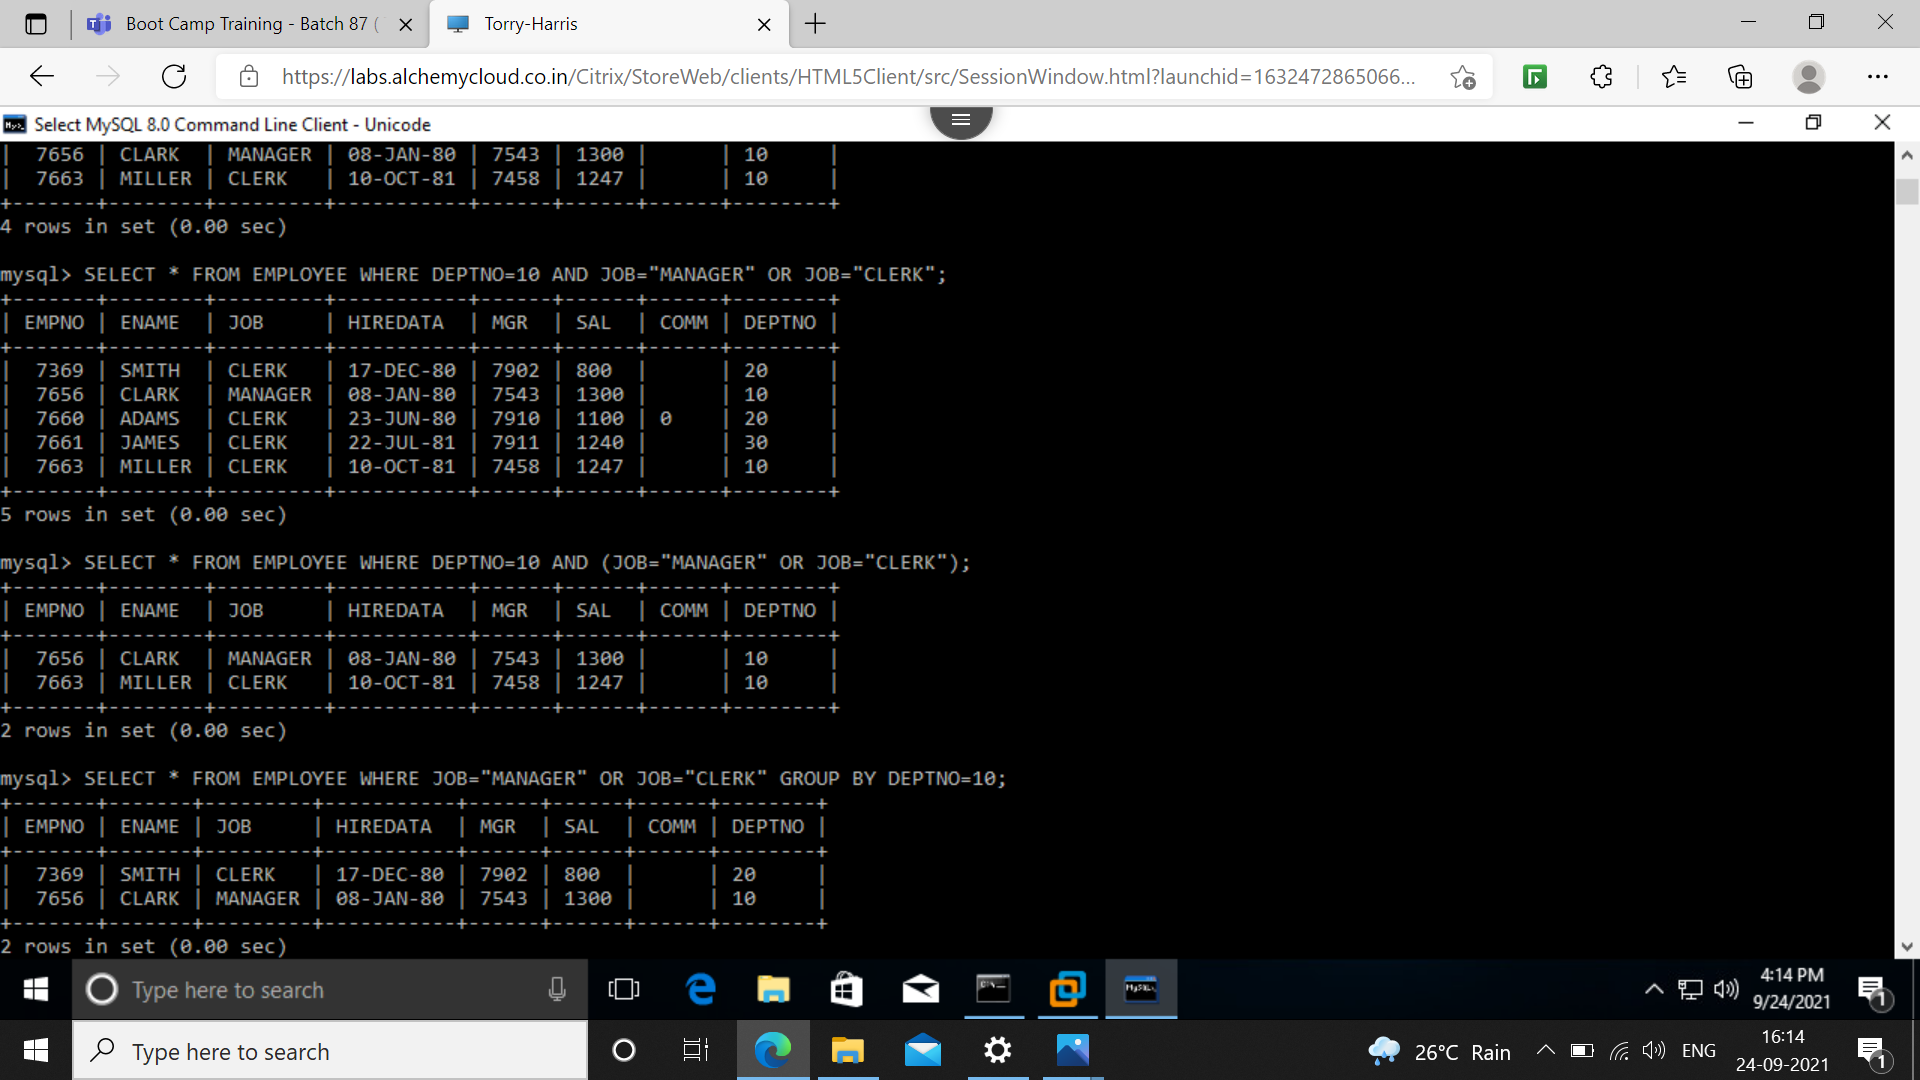 Boot Camp Training - Batch 87 (
Torry-Harris
https://labs.alchemycloud.co.in/Citrix/StoreWeb/clients/HTML5Client/src/SessionWindow.html?launchid=1632472865066...
Select MySQL 8.0 Command Line Client - Unicode
| 7656 | CLARK | MANAGER | 08-JAN-80 | 7543 | 1300 | | 10 |
| 7663 | MILLER | CLERK | 10-OCT-81 | 7458 | 1247 | | 10 |
+-------+--------+---------+-----------+------+------+------+--------+
4 rows in set (0.00 sec)
mysql> SELECT * FROM EMPLOYEE WHERE DEPTNO=10 AND JOB="MANAGER" OR JOB="CLERK";
+-------+--------+---------+-----------+------+------+------+--------+
| EMPNO | ENAME | JOB | HIREDATA | MGR | SAL | COMM | DEPTNO |
+-------+--------+---------+-----------+------+------+------+--------+
| 7369 | SMITH | CLERK | 17-DEC-80 | 7902 | 800 | | 20 |
| 7656 | CLARK | MANAGER | 08-JAN-80 | 7543 | 1300 | | 10 |
| 7660 | ADAMS | CLERK | 23-JUN-80 | 7910 | 1100 | 0 | 20 |
| 7661 | JAMES | CLERK | 22-JUL-81 | 7911 | 1240 | | 30 |
| 7663 | MILLER | CLERK | 10-OCT-81 | 7458 | 1247 | | 10 |
+-------+--------+---------+-----------+------+------+------+--------+
5 rows in set (0.00 sec)
mysql> SELECT * FROM EMPLOYEE WHERE DEPTNO=10 AND (JOB="MANAGER" OR JOB="CLERK");
+-------+--------+---------+-----------+------+------+------+--------+
| EMPNO | ENAME | JOB | HIREDATA | MGR | SAL | COMM | DEPTNO |
+-------+--------+---------+-----------+------+------+------+--------+
| 7656 | CLARK | MANAGER | 08-JAN-80 | 7543 | 1300 | | 10 |
| 7663 | MILLER | CLERK | 10-OCT-81 | 7458 | 1247 | | 10 |
+-------+--------+---------+-----------+------+------+------+--------+
2 rows in set (0.00 sec)
mysql> SELECT * FROM EMPLOYEE WHERE JOB="MANAGER" OR JOB="CLERK" GROUP BY DEPTNO=10;
+-------+-------+---------+-----------+------+------+------+--------+
| EMPNO | ENAME | JOB | HIREDATA | MGR | SAL | COMM | DEPTNO |
+-------+-------+---------+-----------+------+------+------+--------+
| 7369 | SMITH | CLERK | 17-DEC-80 | 7902 | 800 | | 20 |
| 7656 | CLARK | MANAGER | 08-JAN-80 | 7543 | 1300 | | 10 |
+-------+-------+---------+-----------+------+------+------+--------+
2 rows in set (0.00 sec)
Type here to search
4:14 PM
9/24/2021
1
Type here to search
26°C Rain
ENG
16:14
24-09-2021
1